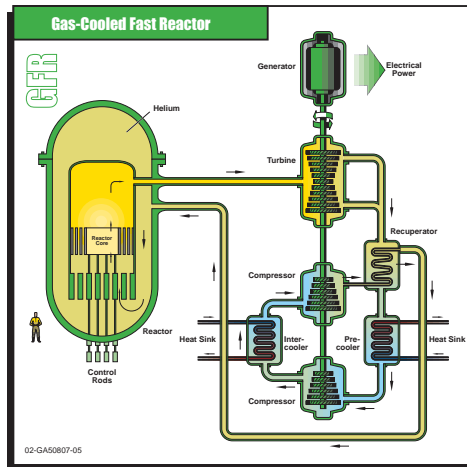 Gas-Cooled Fast Reactor
GFR
Helium
Generator
Electrical
Power
Turbine
Recuperator
Reactor
Core
Compressor
Reactor
Heat Sink
Inter-
cooler
Pre-
cooler
Heat Sink
Control
Rods
Compressor
02-GA50807-05